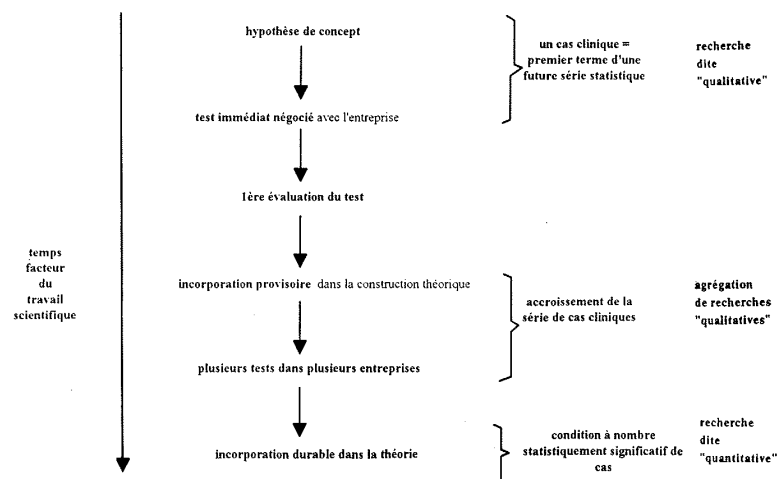 hypothèse de concept
un cas clinique =
premier terme d'une
future série statistique
recherche
dite
"qualitative"
test immédiat négocié avec l'entreprise
1ère évaluation du test
temps
facteur
du
travail
scientifique
incorporation provisoire dans la construction théorique
accroissement de la
série de cas cliniques
agrégation
de recherches
"qualitatives"
plusieurs tests dans plusieurs entreprises
incorporation durable dans la théorie
condition à nombre
statistiquement significatif de
cas
recherche
dite
"quantitative"